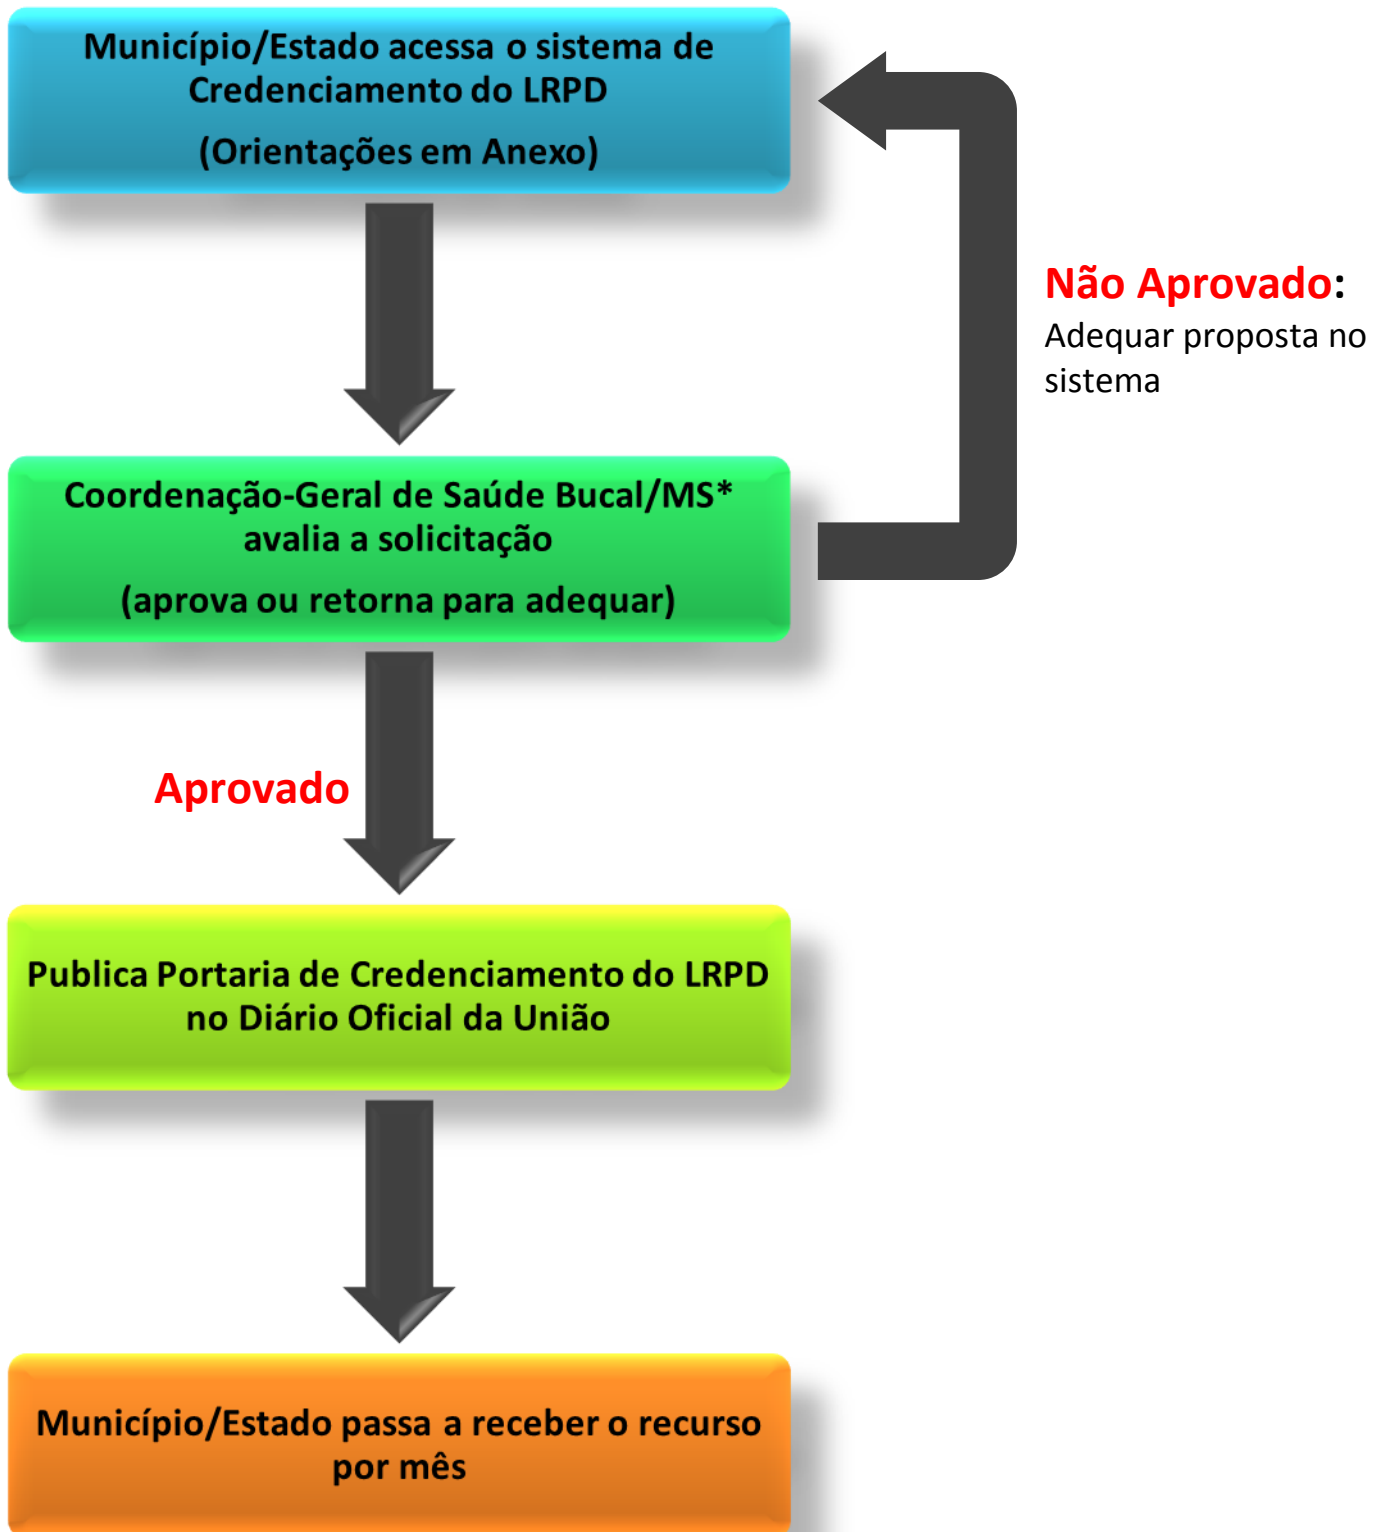 Município/Estado acessa o sistema de
Credenciamento do LRPD
(Orientações em Anexo)
Não Aprovado:
Adequar proposta no
sistema
Coordenação-Geral de Saúde Bucal/MS*
avalia a solicitação
(aprova ou retorna para adequar)
Aprovado
Publica Portaria de Credenciamento do LRPD
no Diário Oficial da União
Município/Estado passa a receber o recurso
por mês